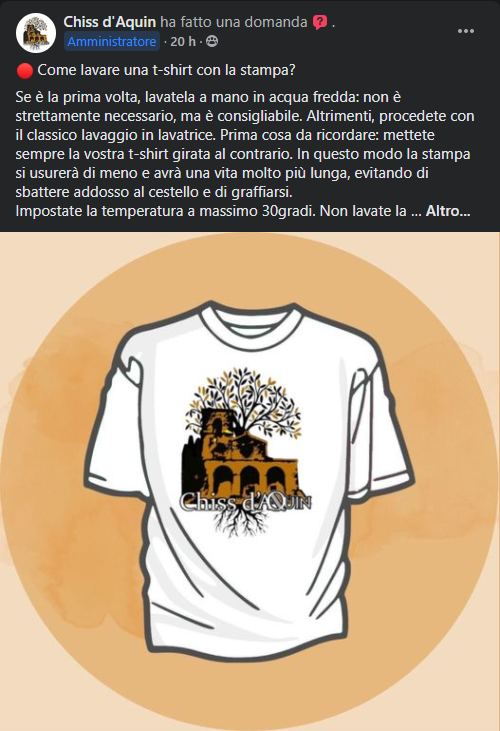 Chiss d'Aquin ha fatto una domanda .
Amministratore · 20 h ·
Come lavare una t-shirt con la stampa?
Se è la prima volta, lavatela a mano in acqua fredda: non è
strettamente necessario, ma è consigliabile. Altrimenti, procedete con
il classico lavaggio in lavatrice. Prima cosa da ricordare: mettete
sempre la vostra t-shirt girata al contrario. In questo modo la stampa
si usurerà di meno e avrà una vita molto più lunga, evitando di
sbattere addosso al cestello e di graffiarsi.
Impostate la temperatura a massimo 30gradi. Non lavate la ... Altro...
Chiss d'AQUIN